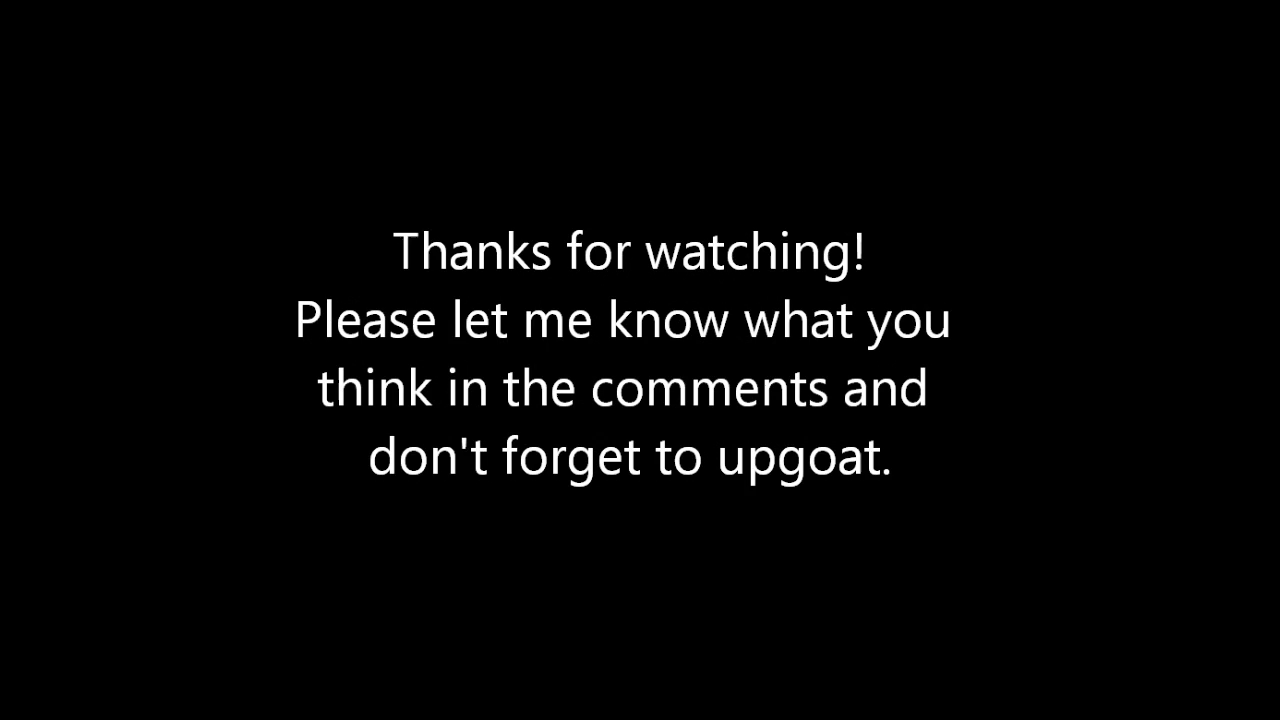 Thanks for watching!
Please let me know what you
think in the comments and
don't forget to upgoat.